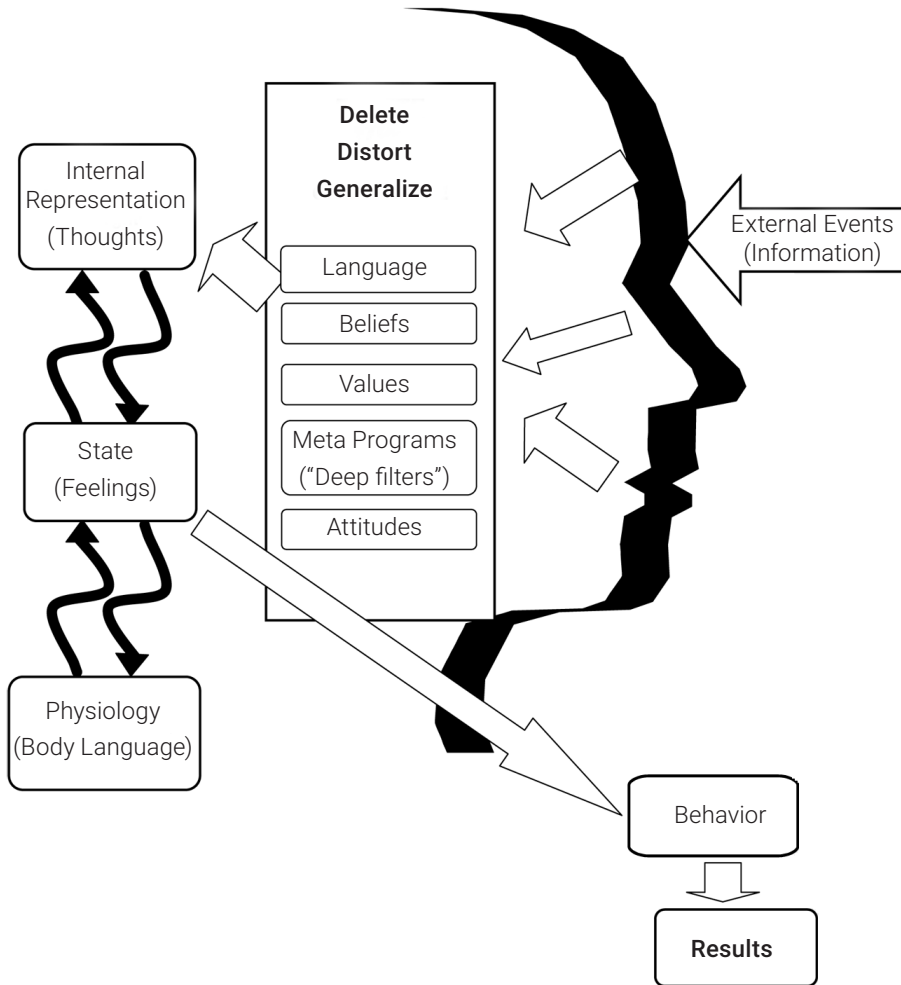 Delete
Distort
Generalize
Internal
Representation
(Thoughts)
External Events
(Information)
Language
Beliefs
Values
Meta Programs
(“Deep filters”)
Attitudes
State
(Feelings)
Physiology
(Body Language)
Behavior
Results